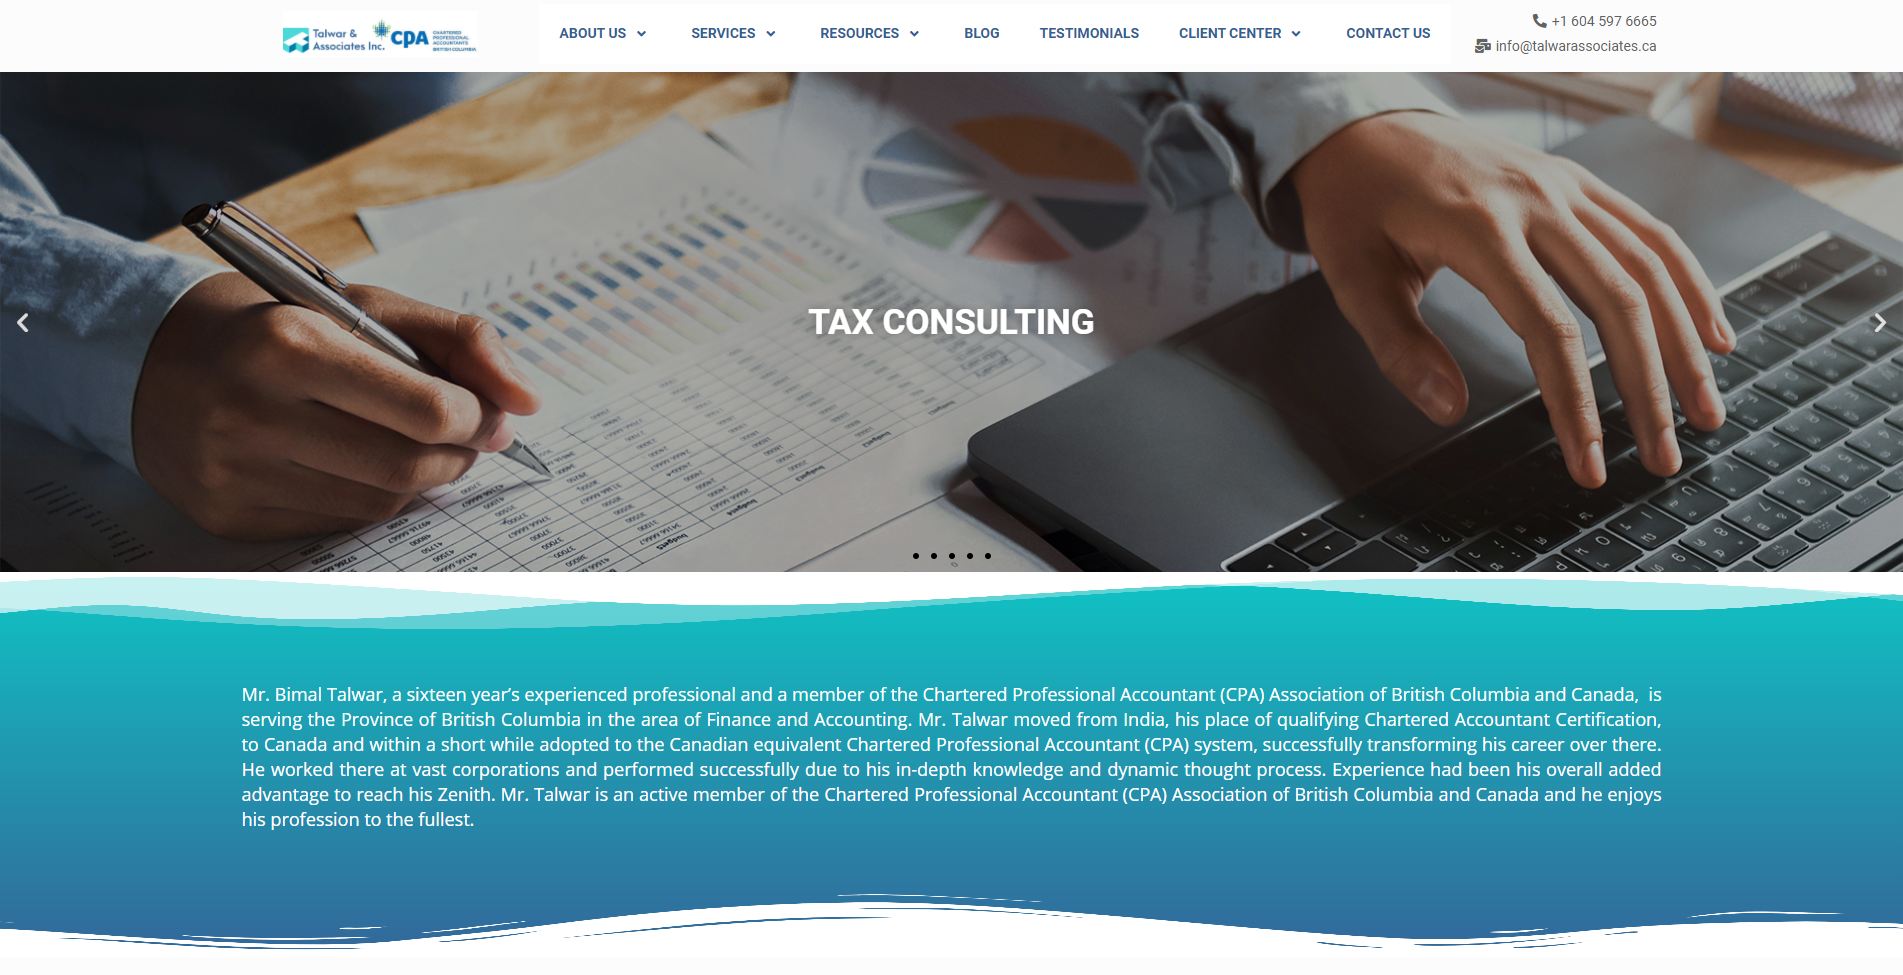 Talwar &
Associates Inc.
CPA
CHARTERED
PROFESSIONAL
ACCOUNTANTS
BRITISH COLUMBIA
ABOUT US
SERVICES
RESOURCES
BLOG
TESTIMONIALS
CLIENT CENTER
CONTACT US
+1 604 597 6665
info@talwarassociates.ca
TAX CONSULTING
Mr. Bimal Talwar, a sixteen year’s experienced professional and a member of the Chartered Professional Accountant (CPA) Association of British Columbia and Canada,  is
serving the Province of British Columbia in the area of Finance and Accounting. Mr. Talwar moved from India, his place of qualifying Chartered Accountant Certification,
to Canada and within a short while adopted to the Canadian equivalent Chartered Professional Accountant (CPA) system, successfully transforming his career over there.
He worked there at vast corporations and performed successfully due to his in-depth knowledge and dynamic thought process. Experience had been his overall added
advantage to reach his Zenith. Mr. Talwar is an active member of the Chartered Professional Accountant (CPA) Association of British Columbia and Canada and he enjoys
his profession to the fullest.